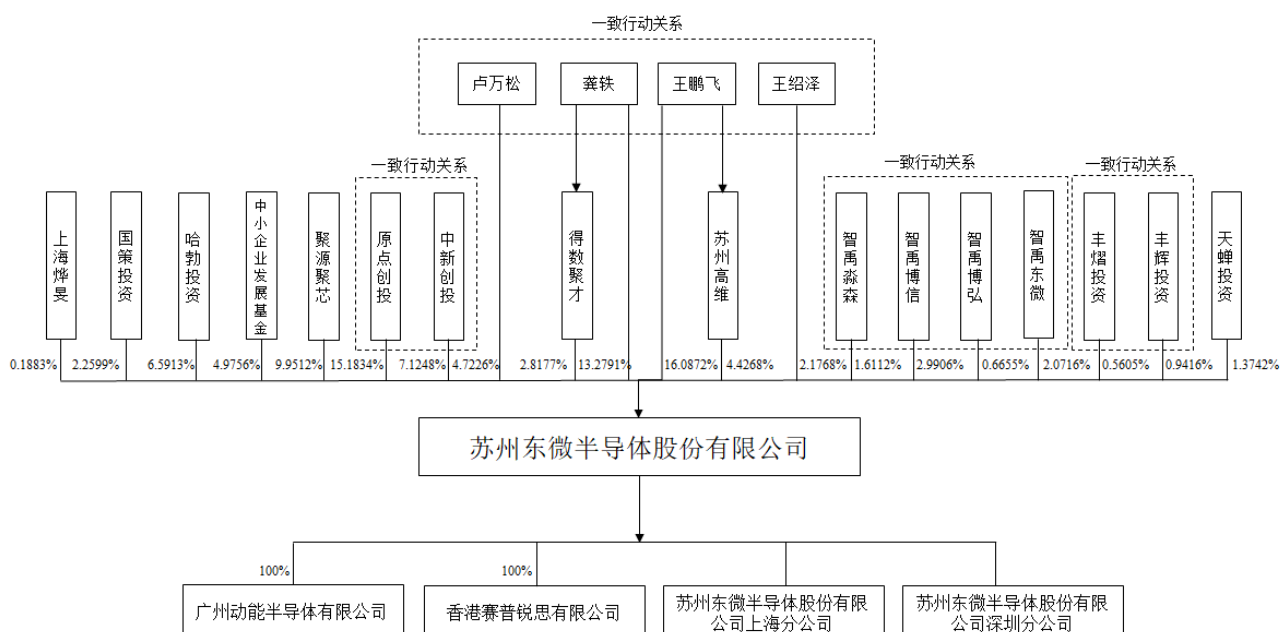 一致行动关系
卢万松
龚轶
王鹏飞
王绍泽
一致行动关系
一致行动关系
一致行动关系
上海烨旻
国策投资
哈勃投资
中小企业发展基金
聚源聚芯
原点创投
中新创投
得数聚才
苏州高维
智禹淼森
智禹博信
智禹博弘
智禹东微
丰熠投资
丰辉投资
天蝉投资
0.1883%
2.2599%
6.5913%
4.9756%
9.9512%
15.1834%
7.1248%
4.7226%
2.8177%
13.2791%
16.0872%
4.4268%
2.1768%
1.6112%
2.9906%
0.6655%
2.0716%
0.5605%
0.9416%
1.3742%
苏州东微半导体股份有限公司
100%
100%
广州动能半导体有限公司
香港赛普锐思有限公司
苏州东微半导体股份有限
公司上海分公司
苏州东微半导体股份有限
公司深圳分公司